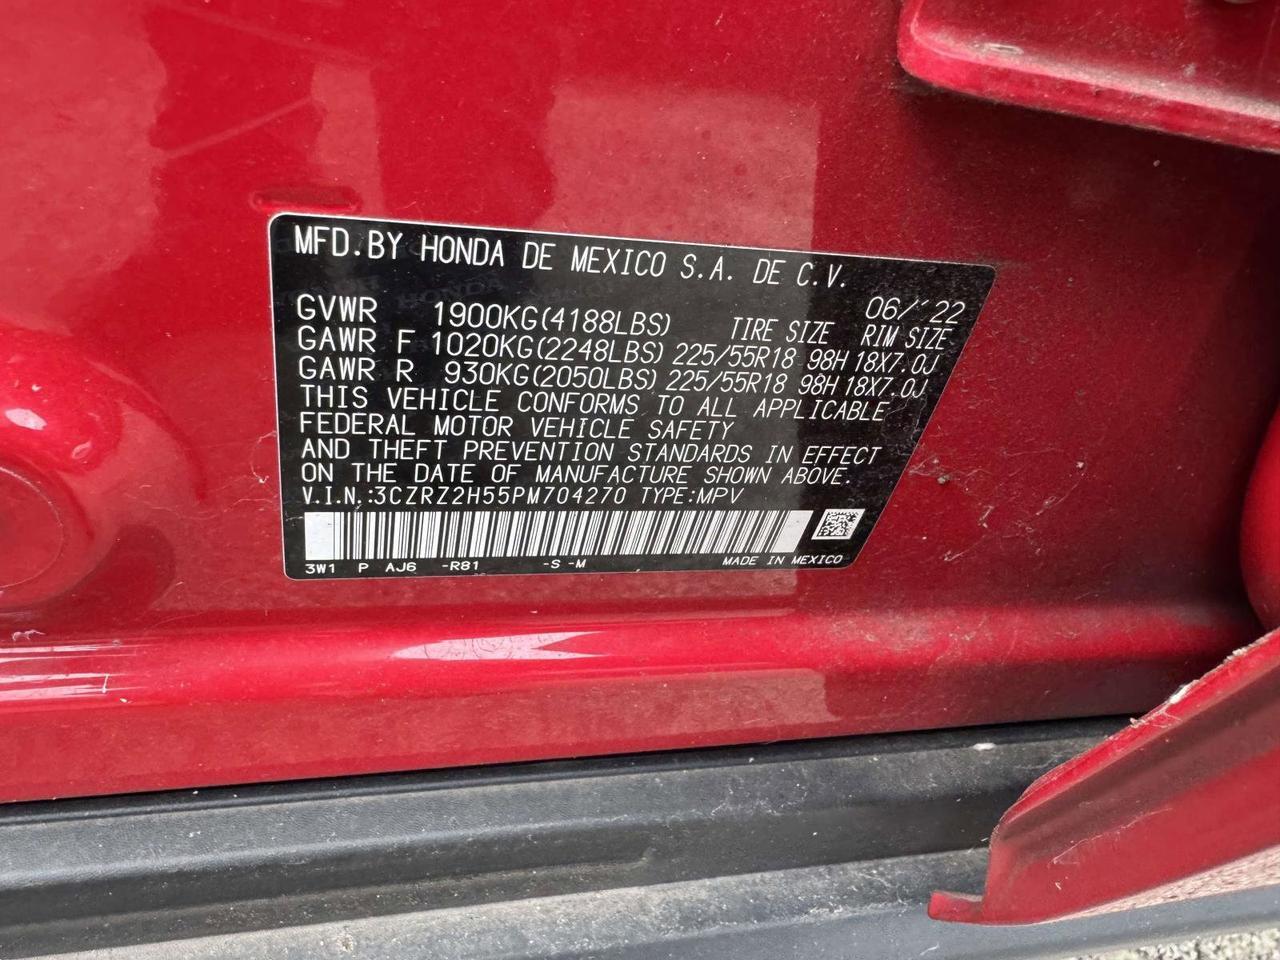 MFD.BY HONDA DE MEXICO S.A. DE C.V.
06/'22
GVWR 1900KG(4188LBS) TIRE SIZE RIM SIZE
GAWR F 1020KG(2248LBS) 225/55R18 98H 18X7.0J
GAWR R 930KG(2050LBS) 225/55R18 98H 18X7.0J
THIS VEHICLE CONFORMS TO ALL APPLICABLE
FEDERAL MOTOR VEHICLE SAFETY
AND THEFT PREVENTION STANDARDS IN EFFECT
ON THE DATE OF MANUFACTURE SHOWN ABOVE.
V.I.N.:3CZRZ2H55PM704270 TYPE:MPV
3W1 P AJ6 -R81 -S -M MADE IN MEXICO